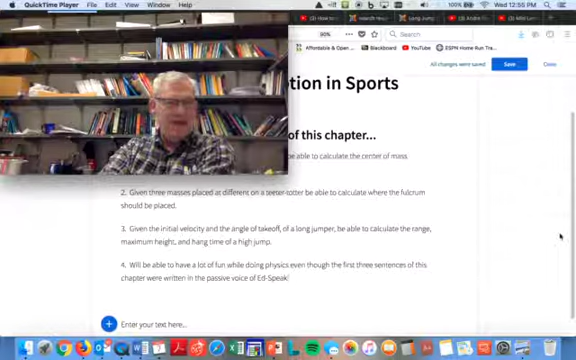 QuickTime Player File Edit View Window Help 100% Wed 12:55 PM
90% Search
Affordable & Open ... Blackboard YouTube ESPN Home Run Tra...
All changes were saved Save Close
tion in Sports
of this chapter...
be able to calculate the center of mass.
2. Given three masses placed at different on a teeter-totter be able to calculate where the fulcrum
should be placed.
3. Given the initial velocity and the angle of takeoff, of a long jumper, be able to calculate the range,
maximum height, and hang time of a high jump.
4. Will be able to have a lot of fun while doing physics even though the first three sentences of this
chapter were written in the passive voice of Ed-Speak!
Enter your text here...